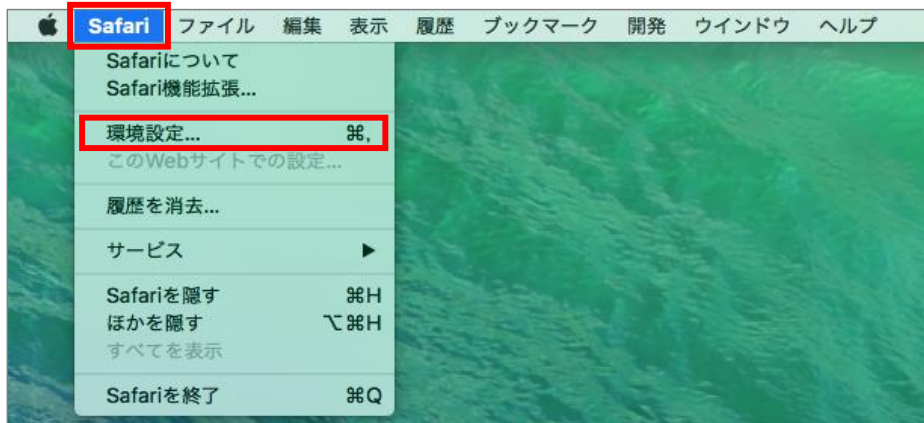 Safari ファイル 編集 表示 履歴 ブックマーク 開発 ウインドウ ヘルプ
Safariについて
Safari機能拡張...
環境設定... ⌘,
このWebサイトでの設定...
履歴を消去...
サービス ▶
Safariを隠す ⌘H
ほかを隠す ⌥⌘H
すべてを表示
Safariを終了 ⌘Q